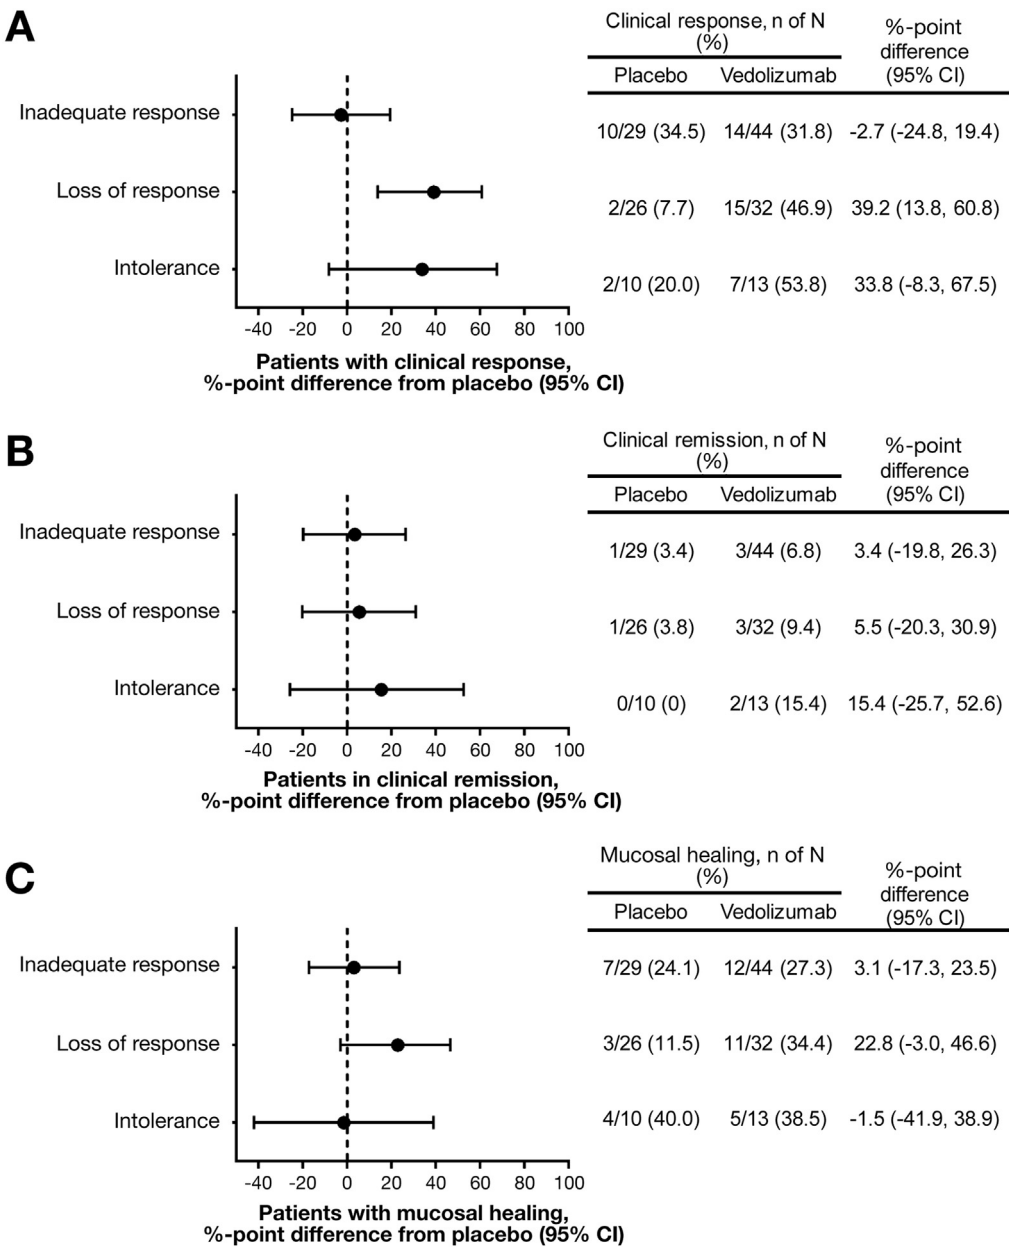 A
Clinical response, n of N
(%)
%-point
difference
(95% CI)
Placebo Vedolizumab
Inadequate response
10/29 (34.5) 14/44 (31.8) -2.7 (-24.8, 19.4)
Loss of response
2/26 (7.7) 15/32 (46.9) 39.2 (13.8, 60.8)
Intolerance
2/10 (20.0) 7/13 (53.8) 33.8 (-8.3, 67.5)
-40 -20 0 20 40 60 80 100
Patients with clinical response,
%-point difference from placebo (95% CI)
B
Clinical remission, n of N
(%)
%-point
difference
(95% CI)
Placebo Vedolizumab
Inadequate response
1/29 (3.4) 3/44 (6.8) 3.4 (-19.8, 26.3)
Loss of response
1/26 (3.8) 3/32 (9.4) 5.5 (-20.3, 30.9)
Intolerance
0/10 (0) 2/13 (15.4) 15.4 (-25.7, 52.6)
-40 -20 0 20 40 60 80 100
Patients in clinical remission,
%-point difference from placebo (95% CI)
C
Mucosal healing, n of N
(%)
%-point
difference
(95% CI)
Placebo Vedolizumab
Inadequate response
7/29 (24.1) 12/44 (27.3) 3.1 (-17.3, 23.5)
Loss of response
3/26 (11.5) 11/32 (34.4) 22.8 (-3.0, 46.6)
Intolerance
4/10 (40.0) 5/13 (38.5) -1.5 (-41.9, 38.9)
-40 -20 0 20 40 60 80 100
Patients with mucosal healing,
%-point difference from placebo (95% CI)